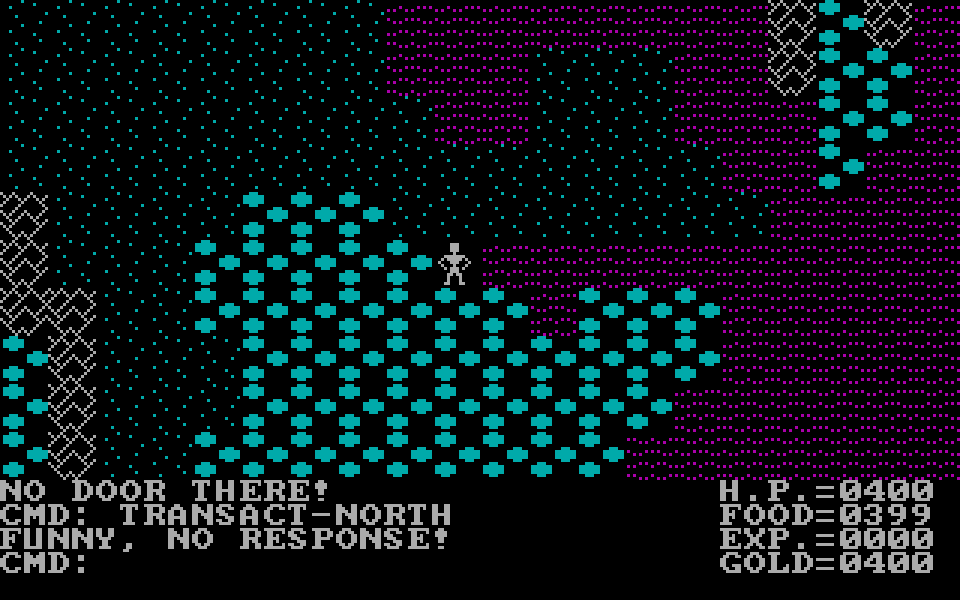 NO DOOR THERE!
CMD: TRANSACT-NORTH
FUNNY, NO RESPONSE!
CMD:
H.P.=0400
FOOD=0399
EXP.=0000
GOLD=0400